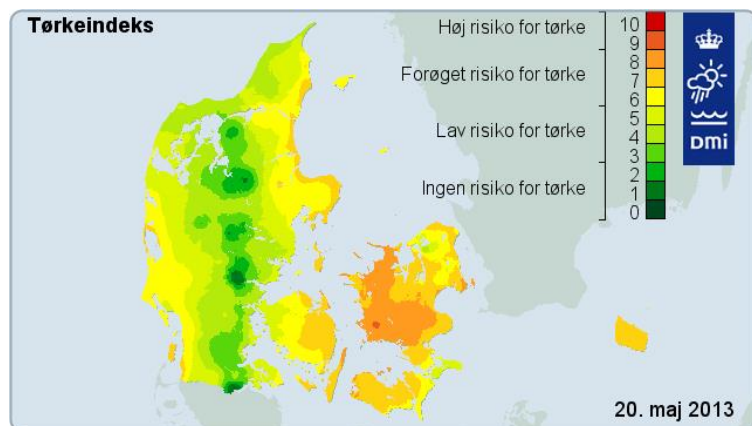 Tørkeindeks
Høj risiko for tørke
Forøget risiko for tørke
Lav risiko for tørke
Ingen risiko for tørke
10
9
8
7
6
5
4
3
2
1
0
DMI
20. maj 2013